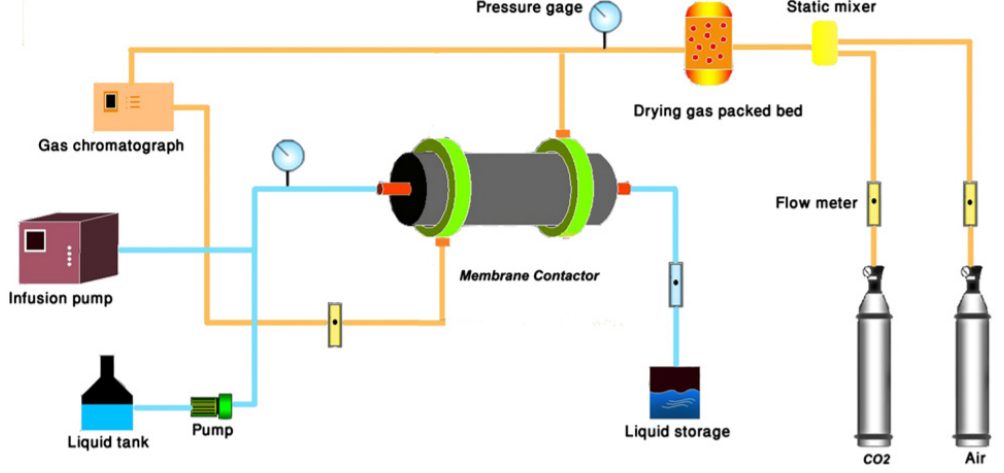 Pressure gage
Static mixer
Drying gas packed bed
Gas chromatograph
Flow meter
Membrane Contactor
Infusion pump
Liquid tank
Pump
Liquid storage
CO2
Air